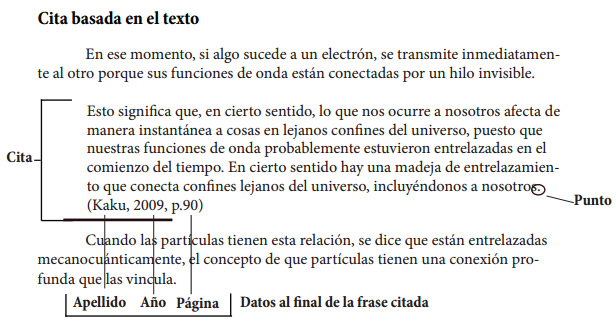 Cita basada en el texto
En ese momento, si algo sucede a un electrón, se transmite inmediatamen-
te al otro porque sus funciones de onda están conectadas por un hilo invisible.
Esto significa que, en cierto sentido, lo que nos ocurre a nosotros afecta de
manera instantánea a cosas en lejanos confines del universo, puesto que
nuestras funciones de onda probablemente estuvieron entrelazadas en el
comienzo del tiempo. En cierto sentido hay una madeja de entrelazamien-
to que conecta confines lejanos del universo, incluyéndonos a nosotros.
(Kaku, 2009, p.90)
Cita
Punto
Cuando las partículas tienen esta relación, se dice que están entrelazadas
mecanocuánticamente, el concepto de que partículas tienen una conexión pro-
funda que las vincula.
Apellido Año Página Datos al final de la frase citada